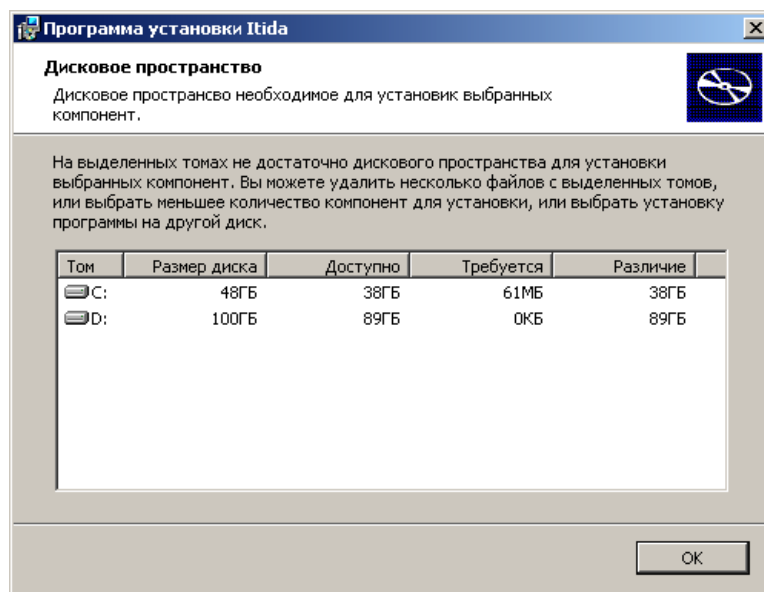 Программа установки Itida
Дисковое пространство
Дисковое пространсво необходимое для установик выбранных
компонент.
На выделенных томах не достаточно дискового пространства для установки
выбранных компонент. Вы можете удалить несколько файлов с выделенных томов,
или выбрать меньшее количество компонент для установки, или выбрать установку
программы на другой диск.
Том Размер диска Доступно Требуется Различие
C: 48ГБ 38ГБ 61МБ 38ГБ
D: 100ГБ 89ГБ 0КБ 89ГБ
OK